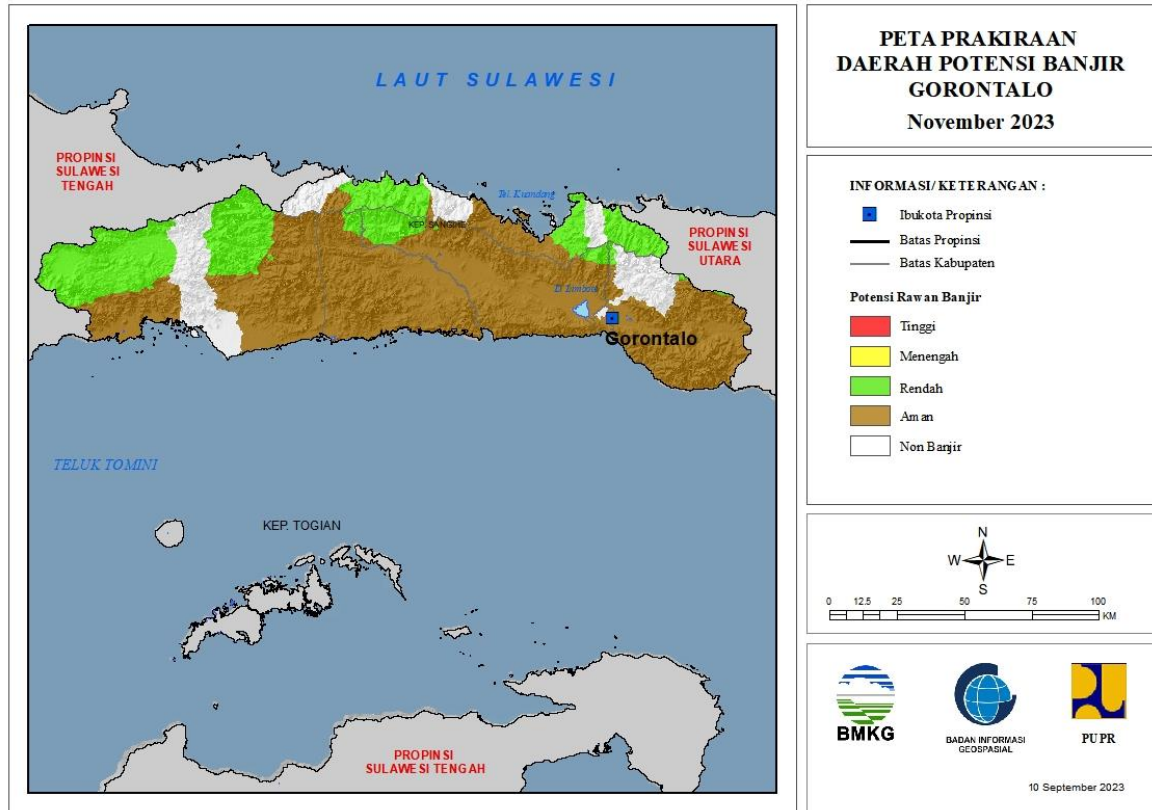 LAUT SULAWESI
PROPINSI
SULAWESI
TENGAH
Tel. Kuandang
KEP. SANGIHE
PROPINSI
SULAWESI
UTARA
Gorontalo
TELUK TOMINI
KEP. TOGIAN
PROPINSI
SULAWESI TENGAH
PETA PRAKIRAAN
DAERAH POTENSI BANJIR
GORONTALO
November 2023
INFORMASI/ KETERANGAN :
Ibukota Propinsi
Batas Propinsi
Batas Kabupaten
Potensi Rawan Banjir
Tinggi
Menengah
Rendah
Aman
Non Banjir
N
W E
S
0 12.5 25 50 75 100
KM
BMKG
BADAN INFORMASI
GEOSPASIAL
PUPR
10 September 2023